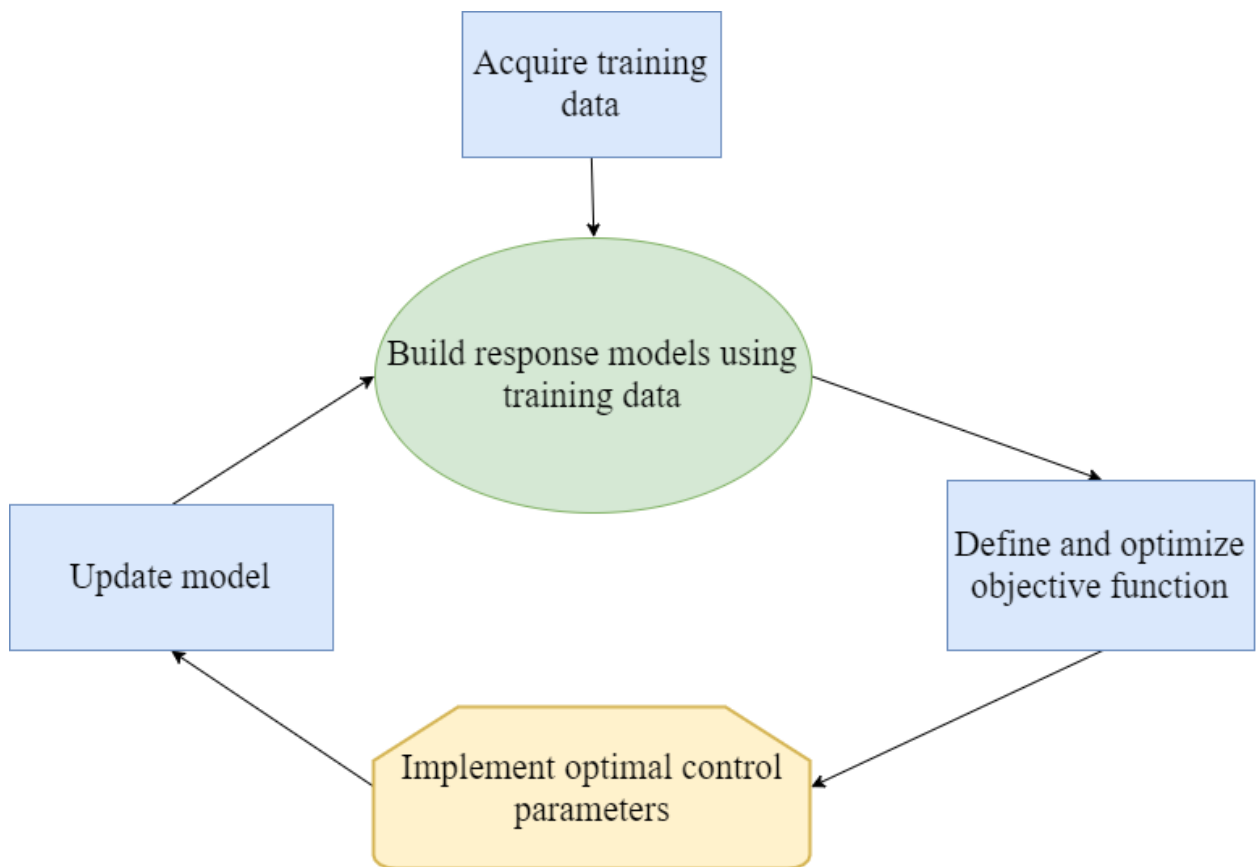 Acquire training
data
Build response models using
training data
Define and optimize
objective function
Update model
Implement optimal control
parameters